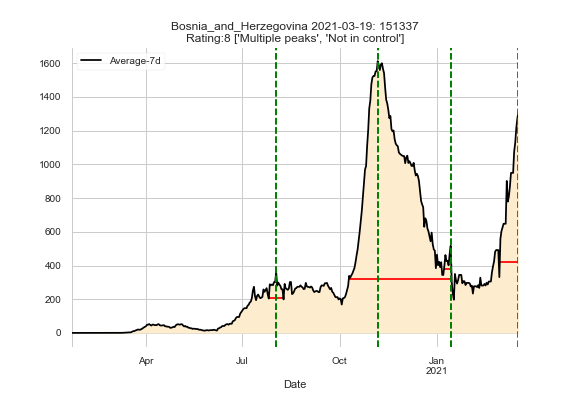 Bosnia_and_Herzegovina 2021-03-19: 151337
Rating:8 ['Multiple peaks', 'Not in control']
Average-7d
1600
1400
1200
1000
800
600
400
200
0
Apr
Jul
Oct
Jan
2021
Date